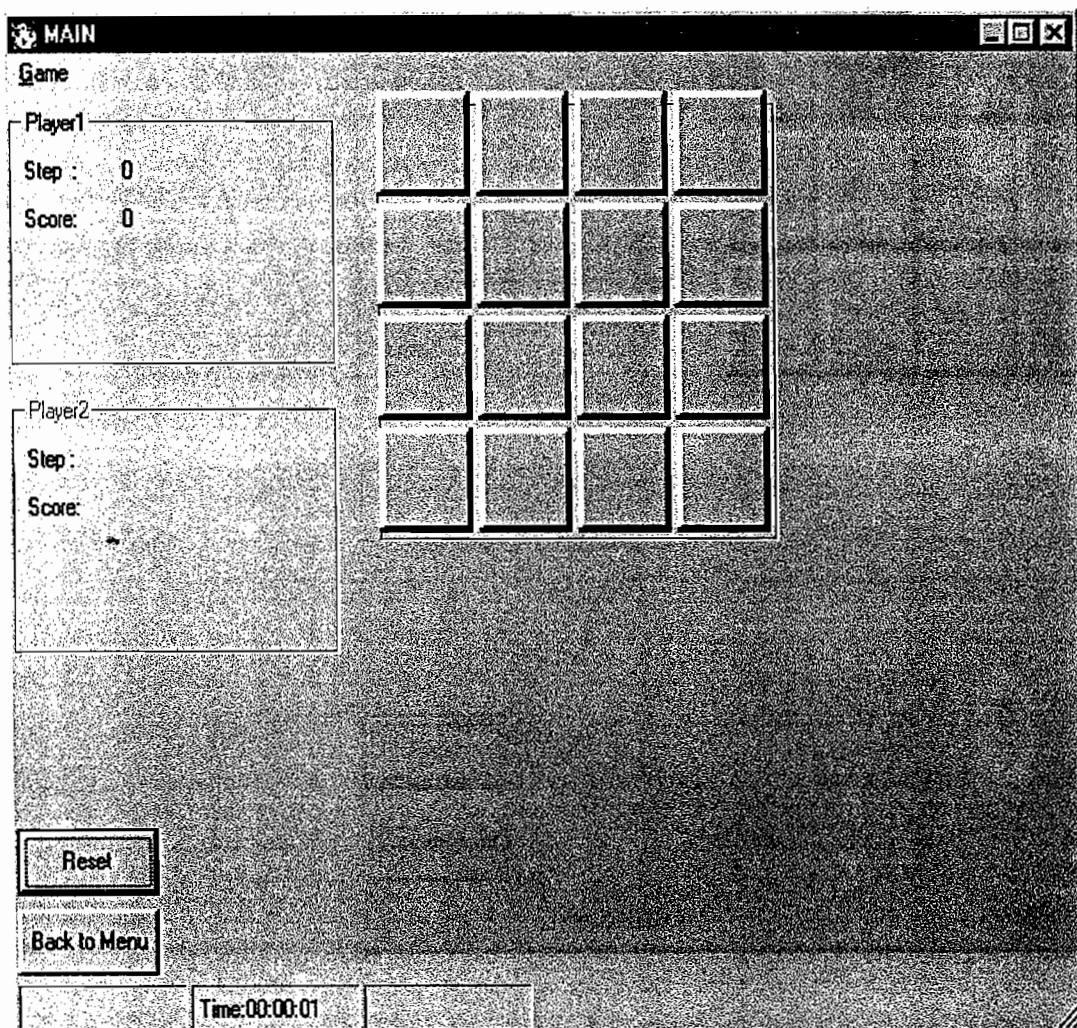 MAIN
Game
Player1
Step : 0
Score: 0
Player2
Step :
Score:
Reset
Back to Menu
Time:00:00:01